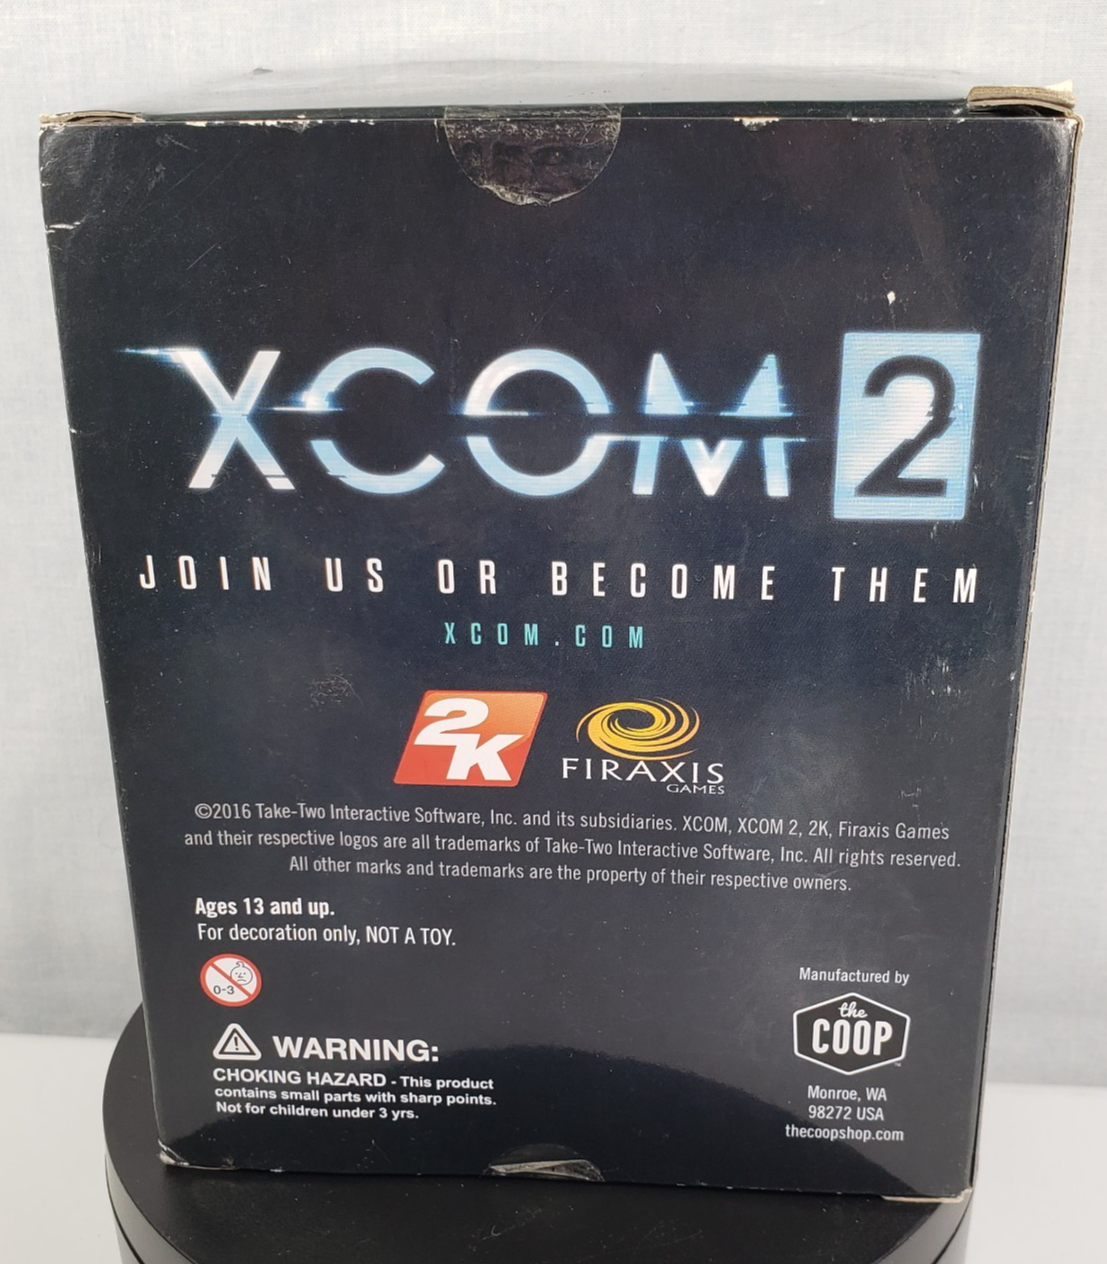 XCOM 2
JOIN US OR BECOME THEM
XCOM.COM
2K
FIRAXIS
GAMES
©2016 Take-Two Interactive Software, Inc. and its subsidiaries. XCOM, XCOM 2, 2K, Firaxis Games
and their respective logos are all trademarks of Take-Two Interactive Software, Inc. All rights reserved.
All other marks and trademarks are the property of their respective owners.
Ages 13 and up.
For decoration only, NOT A TOY.
0-3
WARNING:
CHOKING HAZARD - This product
contains small parts with sharp points.
Not for children under 3 yrs.
Manufactured by
the
COOP
Monroe, WA
98272 USA
thecoopshop.com